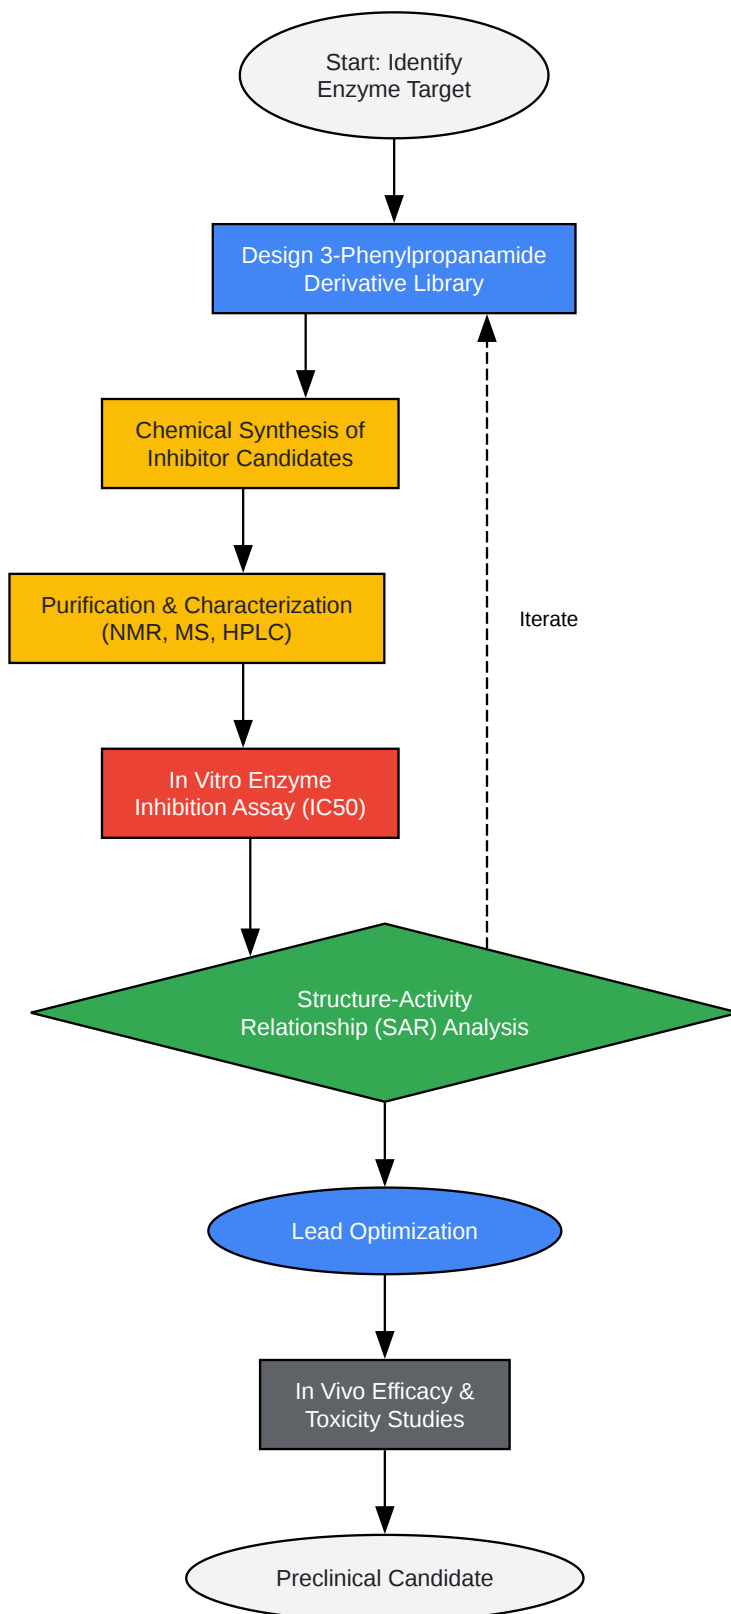 Start: Identify
Enzyme Target
Design 3-Phenylpropanamide
Derivative Library
Chemical Synthesis of
Inhibitor Candidates
Purification & Characterization
(NMR, MS, HPLC)
Iterate
In Vitro Enzyme
Inhibition Assay (IC50)
Structure-Activity
Relationship (SAR) Analysis
Lead Optimization
In Vivo Efficacy &
Toxicity Studies
Preclinical Candidate